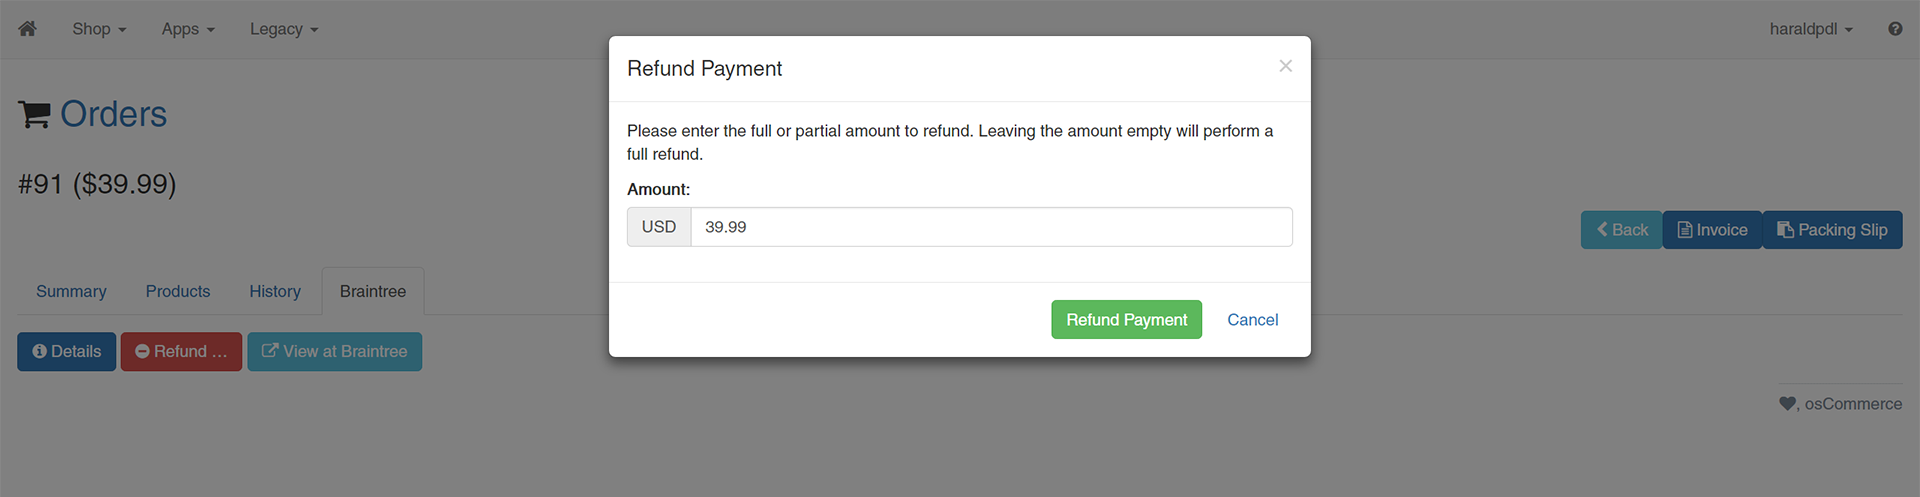 Shop Apps Legacy haraldpdl
Refund Payment ×
Orders
Please enter the full or partial amount to refund. Leaving the amount empty will perform a
full refund.
#91 ($39.99)
Amount:
USD 39.99
Back Invoice Packing Slip
Summary Products History Braintree
Refund Payment Cancel
Details Refund ... View at Braintree
, osCommerce